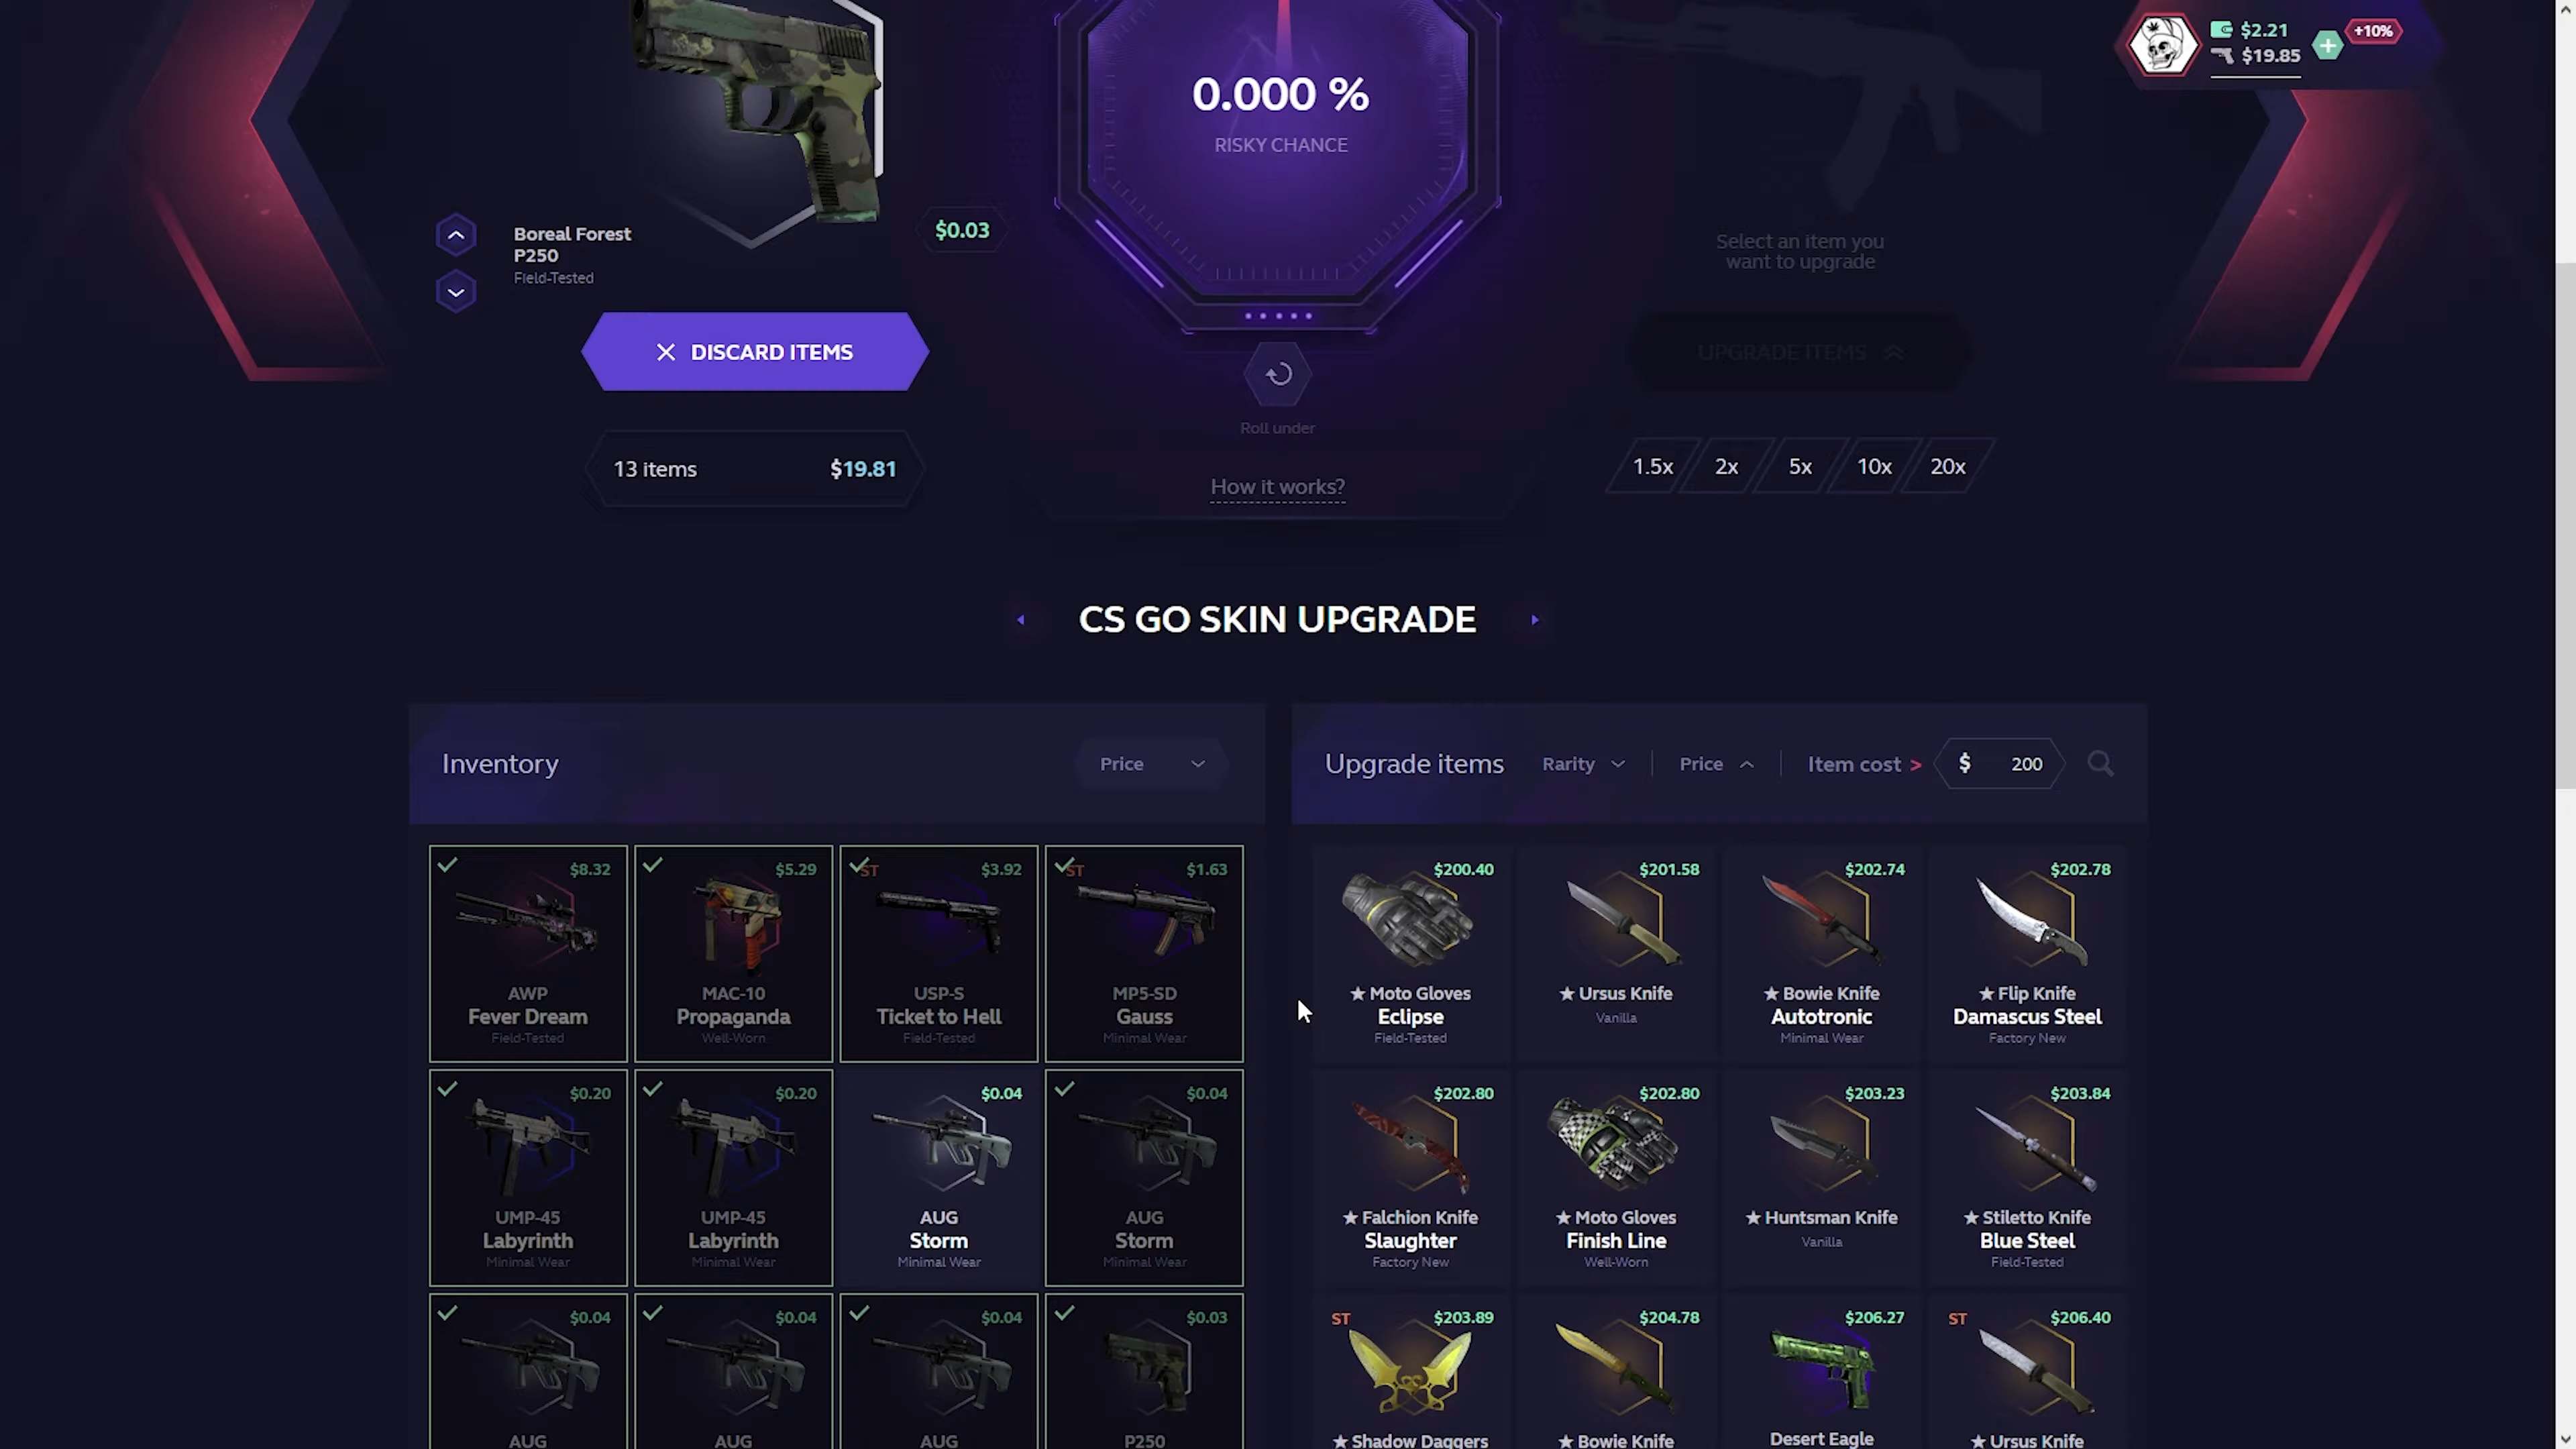 $2.21
+10%
$19.85
0.000 %
RISKY CHANCE
Boreal Forest
P250
Field-Tested
$0.03
Select an item you
want to upgrade
DISCARD ITEMS
UPGRADE ITEMS
Roll under
13 items $19.81
1.5x 2x 5x 10x 20x
How it works?
CS GO SKIN UPGRADE
Inventory
Price
Upgrade items
Rarity
Price
Item cost >
$ 200
$8.32
AWP
Fever Dream
Field-Tested
$5.29
MAC-10
Propaganda
Well-Worn
ST
$3.92
USP-S
Ticket to Hell
Field-Tested
ST
$1.63
MP5-SD
Gauss
Minimal Wear
$0.20
UMP-45
Labyrinth
Minimal Wear
$0.20
UMP-45
Labyrinth
Minimal Wear
$0.04
AUG
Storm
Minimal Wear
$0.04
AUG
Storm
Minimal Wear
$0.04
AUG
$0.04
AUG
$0.04
AUG
$0.03
P250
$200.40
★ Moto Gloves
Eclipse
Field-Tested
$201.58
★ Ursus Knife
Vanilla
$202.74
★ Bowie Knife
Autotronic
Minimal Wear
$202.78
★ Flip Knife
Damascus Steel
Factory New
$202.80
★ Falchion Knife
Slaughter
Factory New
$202.80
★ Moto Gloves
Finish Line
Well-Worn
$203.23
★ Huntsman Knife
Vanilla
$203.84
★ Stiletto Knife
Blue Steel
Field-Tested
ST
$203.89
★ Shadow Daggers
$204.78
★ Bowie Knife
$206.27
Desert Eagle
ST
$206.40
★ Ursus Knife